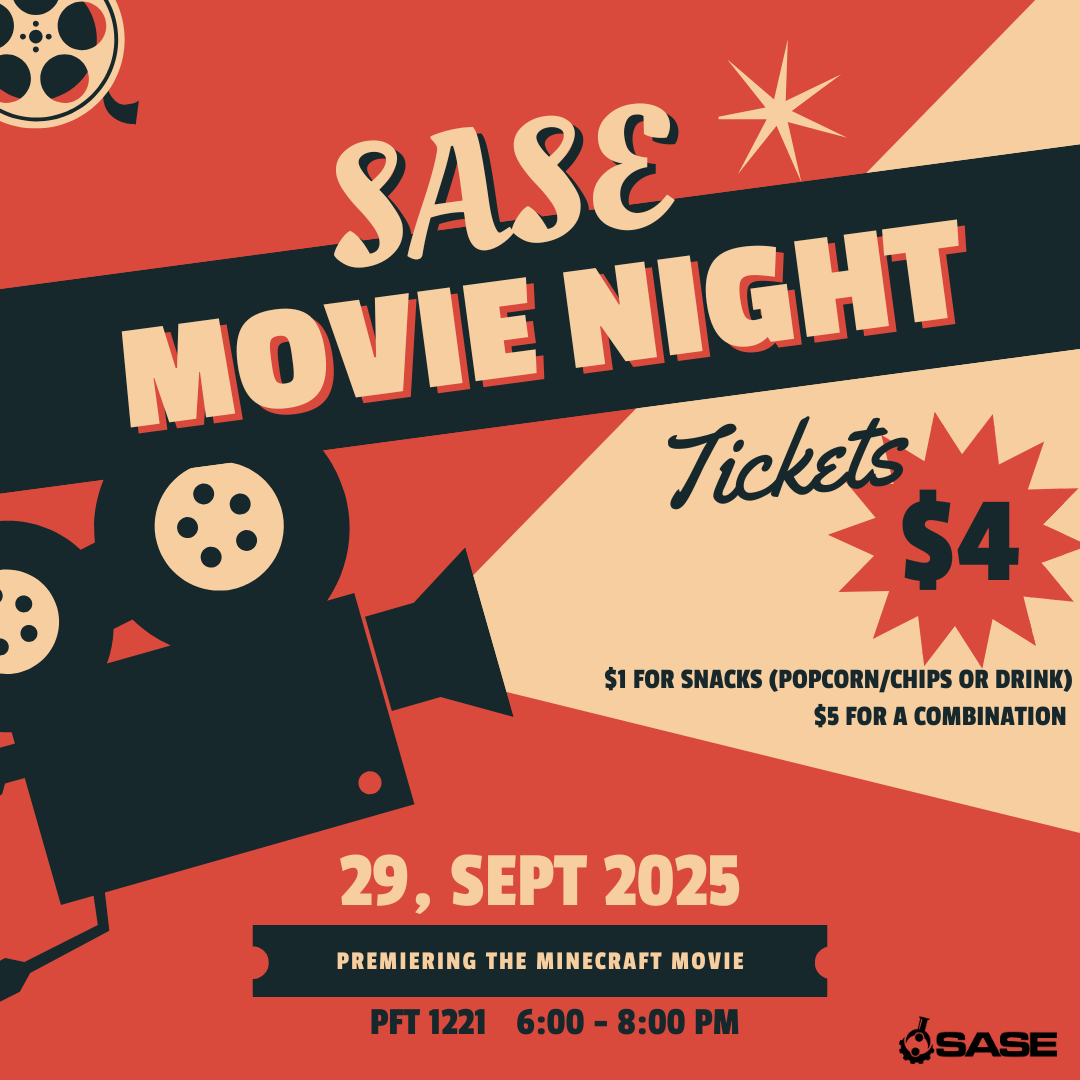 SASE
MOVIE NIGHT
Tickets
$4
$1 FOR SNACKS (POPCORN/CHIPS OR DRINK)
$5 FOR A COMBINATION
29, SEPT 2025
PREMIERING THE MINECRAFT MOVIE
PFT 1221 6:00 - 8:00 PM
SASE